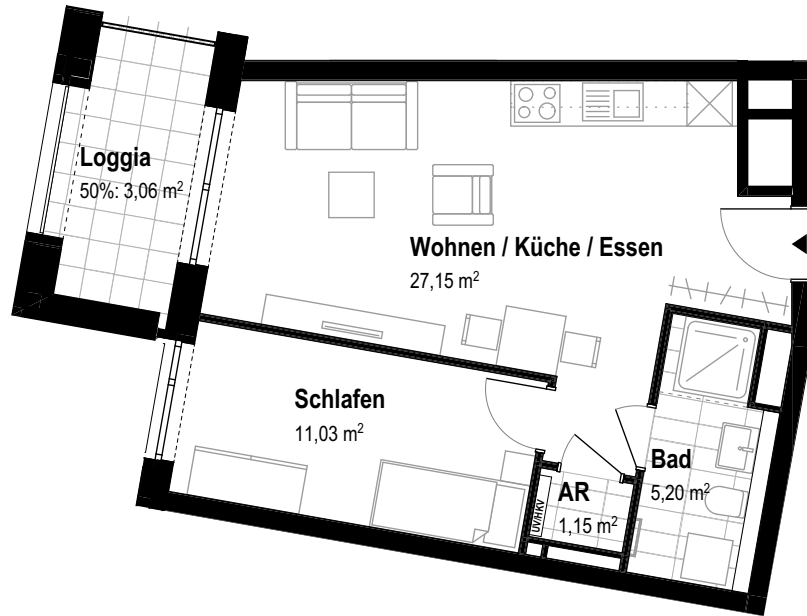 Loggia
50%: 3,06 m²
Wohnen / Küche / Essen
27,15 m²
Schlafen
11,03 m²
Bad
5,20 m²
AR
1,15 m²
UV/HKV